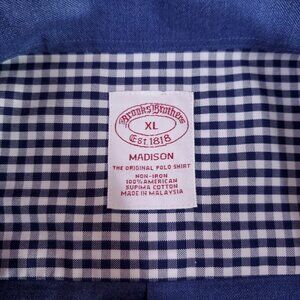 Brooks Brothers
XL
EST. 1818
MADISON
THE ORIGINAL POLO SHIRT
NON-IRON
100% AMERICAN
SUPIMA COTTON
MADE IN MALAYSIA